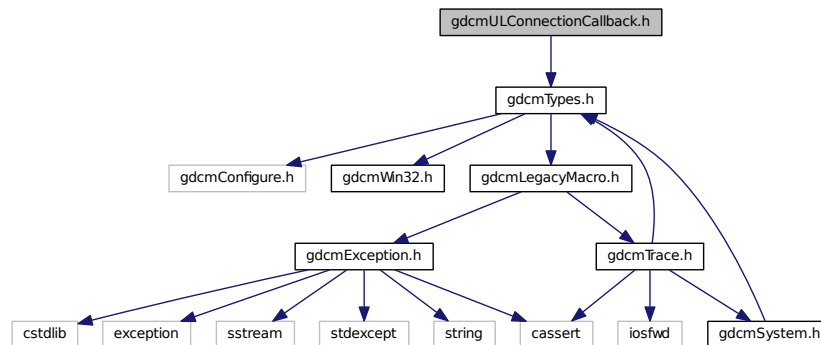 gdcmULConnectionCallback.h
gdcmTypes.h
gdcmConfigure.h
gdcmWin32.h
gdcmLegacyMacro.h
gdcmException.h
gdcmTrace.h
cstdlib
exception
sstream
stdexcept
string
cassert
iosfwd
gdcmSystem.h